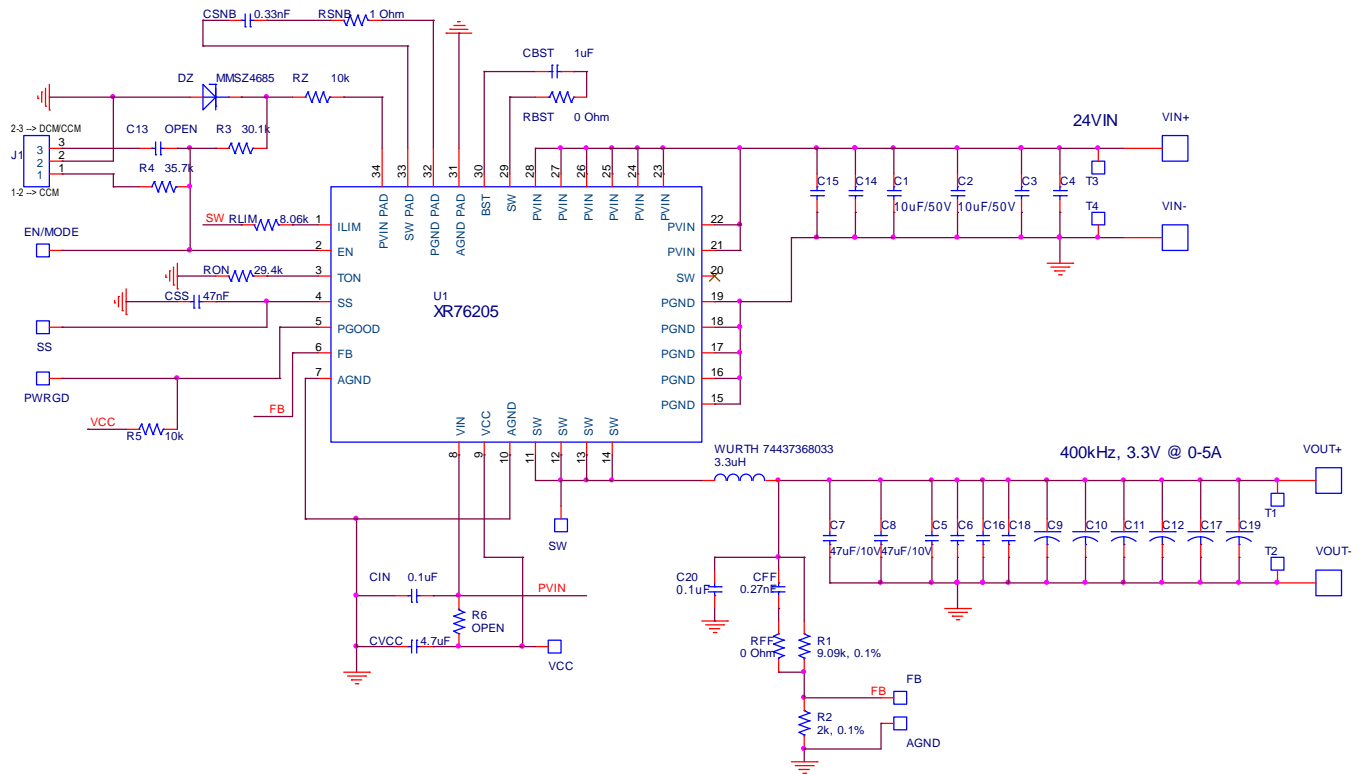 CSNB 0.33nF RSNB 1 Ohm
CBST 1uF
RBST 0 Ohm
DZ MMSZ4685 RZ 10k
2-3 --> DCM/CCM
C13 OPEN R3 30.1k
J1
3 3
2 2
1 1
R4 35.7k
1-2 --> CCM
34 33 32 31 30 29 28 27 26 25 24 23
PVIN PAD SW PAD PGND PAD AGND PAD BST SW PVIN PVIN PVIN PVIN PVIN PVIN
24VIN
VIN+
T3
C15 C14 C1 C2 C3 C4
10uF/50V 10uF/50V
T4
VIN-
SW RLIM 8.06k 1 ILIM
EN/MODE
2 EN
RON 29.4k 3 TON
CSS 47nF 4 SS
SS
5 PGOOD
6 FB
7 AGND
PWRGD
VCC
R5 10k
FB
U1
XR76205
PVIN 22
PVIN 21
SW 20
PGND 19
PGND 18
PGND 17
PGND 16
PGND 15
VIN VCC AGND SW SW SW SW
8 9 10 11 12 13 14
WURTH 74437368033
3.3uH
400kHz, 3.3V @ 0-5A
VOUT+
T1
C7 C8 C5 C6 C16 C18 C9 C10 C11 C12 C17 C19
47uF/10V 47uF/10V
T2
VOUT-
SW
CIN 0.1uF PVIN
R6
OPEN
CVCC 4.7uF
VCC
C20
0.1uF
CFF
0.27nF
RFF
0 Ohm
R1
9.09k, 0.1%
FB
FB
R2
2k, 0.1%
AGND